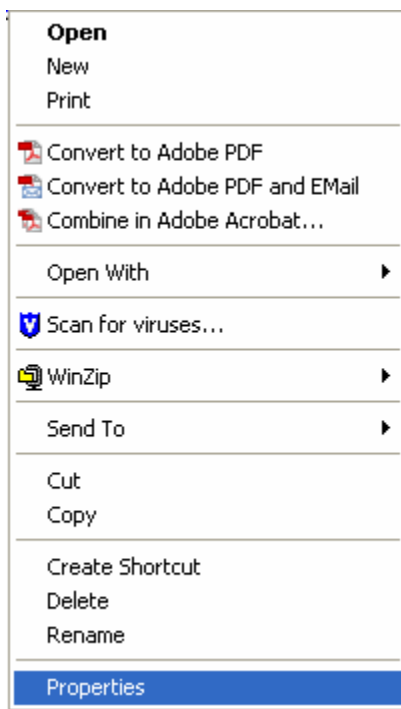 Open
New
Print
Convert to Adobe PDF
Convert to Adobe PDF and EMail
Combine in Adobe Acrobat...
Open With
Scan for viruses...
WinZip
Send To
Cut
Copy
Create Shortcut
Delete
Rename
Properties